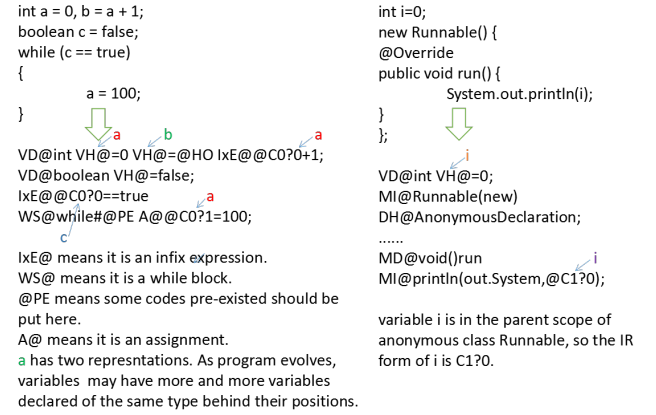 int a = 0, b = a + 1;
boolean c = false;
while (c == true)
{
a = 100;
}
a
b
a
VD@int VH@=0 VH@=@HO IxE@@C0?0+1;
VD@boolean VH@=false;
IxE@@C0?0==true
a
WS@while#@PE A@@C0?1=100;
c
IxE@ means it is an infix expression.
WS@ means it is a while block.
@PE means some codes pre-existed should be
put here.
A@ means it is an assignment.
a has two represntations. As program evolves,
variables may have more and more variables
declared of the same type behind their positions.
int i=0;
new Runnable() {
@Override
public void run() {
System.out.println(i);
}
};
i
VD@int VH@=0;
MI@Runnable(new)
DH@AnonymousDeclaration;
......
MD@void()run
i
MI@println(out.System,@C1?0);
variable i is in the parent scope of
anonymous class Runnable, so the IR
form of i is C1?0.